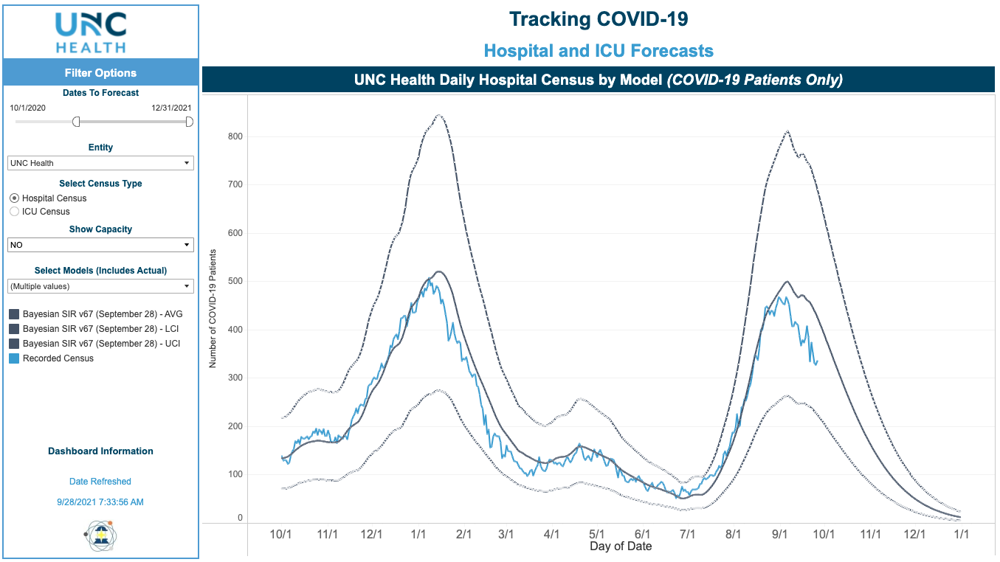 UNC
HEALTH
Filter Options
Dates To Forecast
10/1/2020 12/31/2021
Entity
UNC Health
Select Census Type
Hospital Census
ICU Census
Show Capacity
NO
Select Models (Includes Actual)
(Multiple values)
Bayesian SIR v67 (September 28) - AVG
Bayesian SIR v67 (September 28) - LCI
Bayesian SIR v67 (September 28) - UCI
Recorded Census
Dashboard Information
Date Refreshed
9/28/2021 7:33:56 AM
Tracking COVID-19
Hospital and ICU Forecasts
UNC Health Daily Hospital Census by Model (COVID-19 Patients Only)
Number of COVID-19 Patients
800
700
600
500
400
300
200
100
0
10/1 11/1 12/1 1/1 2/1 3/1 4/1 5/1 6/1 7/1 8/1 9/1 10/1 11/1 12/1 1/1
Day of Date